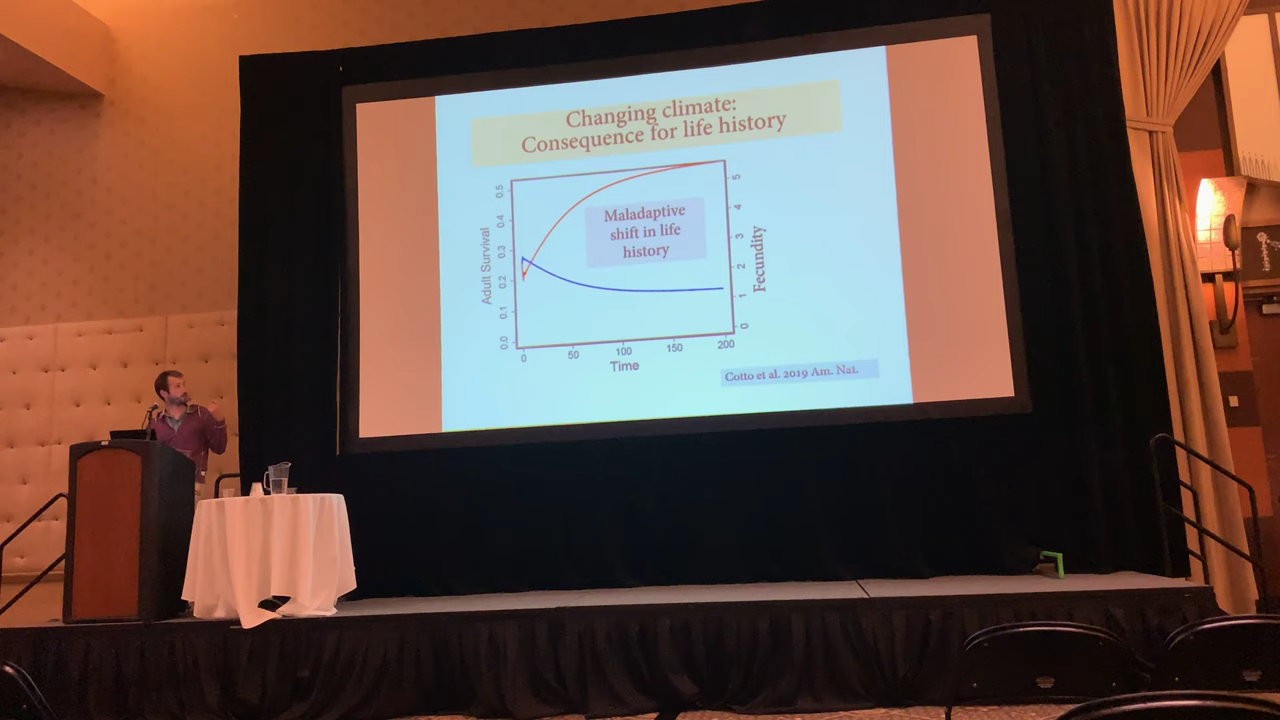 Changing climate:
Consequence for life history
Maladaptive
shift in life
history
Adult Survival
0.0
0.1
0.2
0.3
0.4
0.5
Fecundity
0
1
2
3
4
5
0
50
100
150
200
Time
Cotto et al. 2019 Am. Nat.